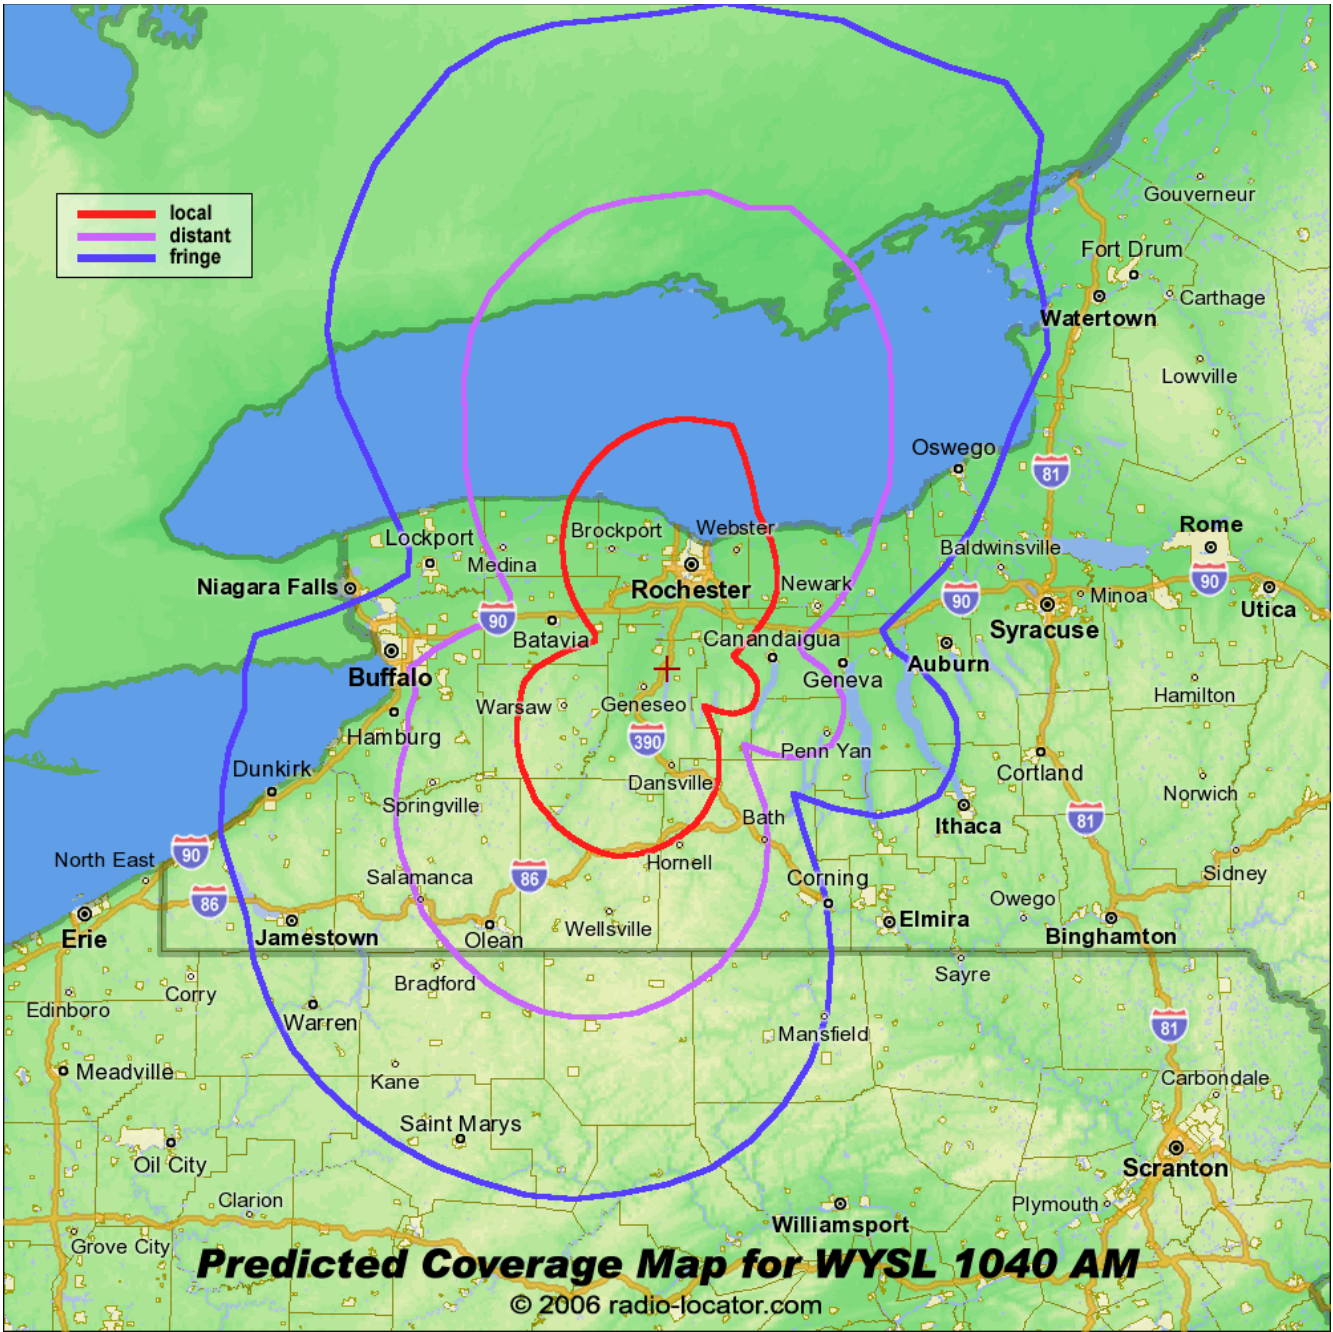 local
distant
fringe
Gouverneur
Fort Drum
Carthage
Watertown
Lowville
Oswego
81
Rome
Brockport
Webster
Lockport
Baldwinsville
Medina
Niagara Falls
Rochester
Newark
90
90
90
Minoa
Utica
Syracuse
Batavia
Canandaigua
Auburn
Buffalo
Geneva
Hamilton
Warsaw
Geneseo
Hamburg
390
Penn Yan
Dunkirk
Dansville
Cortland
Norwich
Springville
Bath
81
Ithaca
90
North East
Hornell
Salamanca
86
Corning
Sidney
86
Owego
Elmira
Erie
Jamestown
Olean
Wellsville
Binghamton
Bradford
Sayre
Corry
Edinboro
Warren
Mansfield
81
Meadville
Kane
Carbondale
Saint Marys
Oil City
Scranton
Clarion
Plymouth
Williamsport
Grove City
Predicted Coverage Map for WYSL 1040 AM
© 2006 radio-locator.com